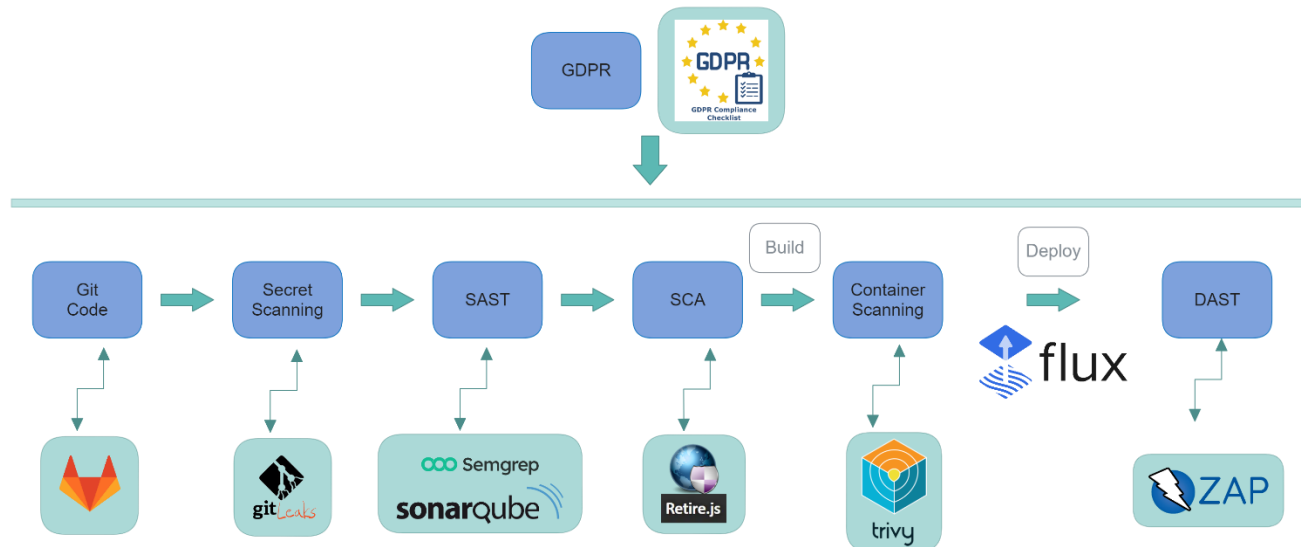 GDPR
GDPR
GDPR Compliance
Checklist
Build
Deploy
Git
Code
Secret
Scanning
SAST
SCA
Container
Scanning
DAST
flux
git Leaks
Semgrep
sonarqube
Retire.js
trivy
ZAP